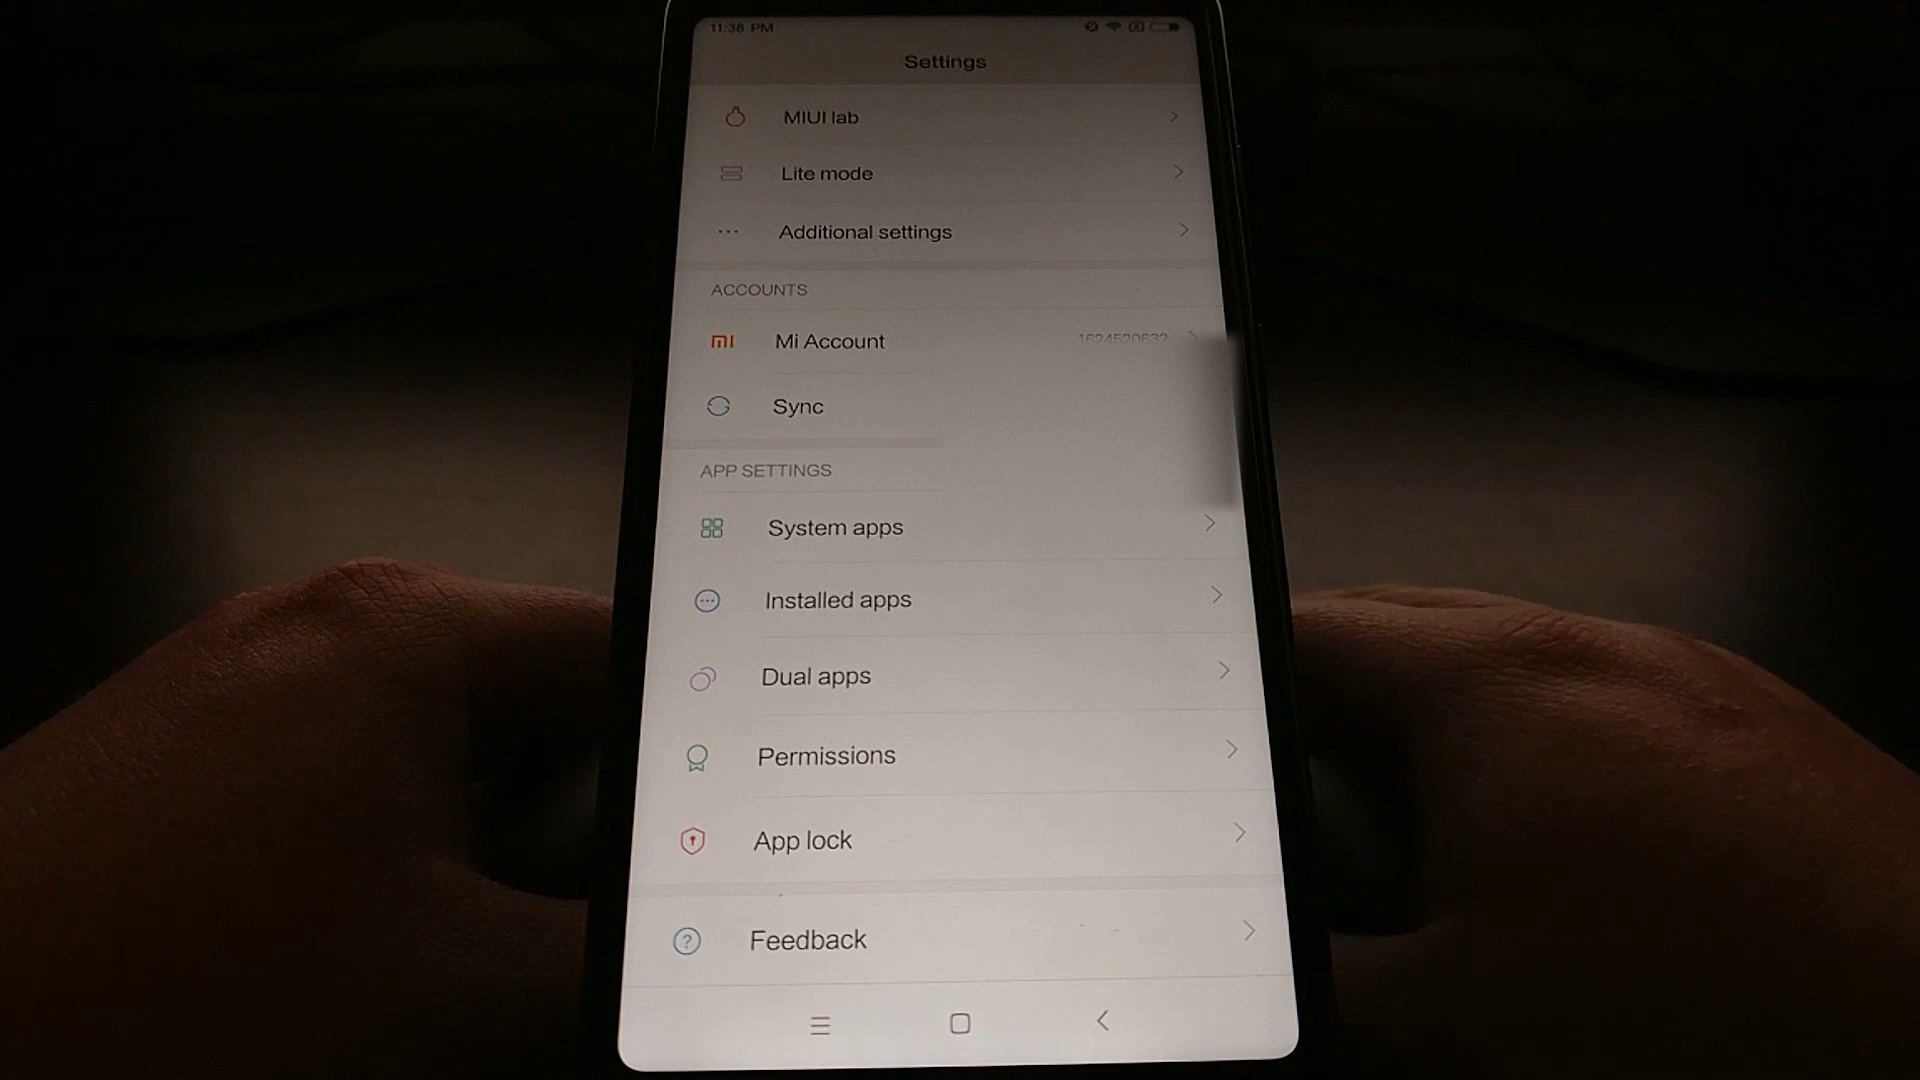 11:38 PM
Settings
MIUI lab
Lite mode
Additional settings
ACCOUNTS
Mi Account 1624520632
Sync
APP SETTINGS
System apps
Installed apps
Dual apps
Permissions
App lock
Feedback